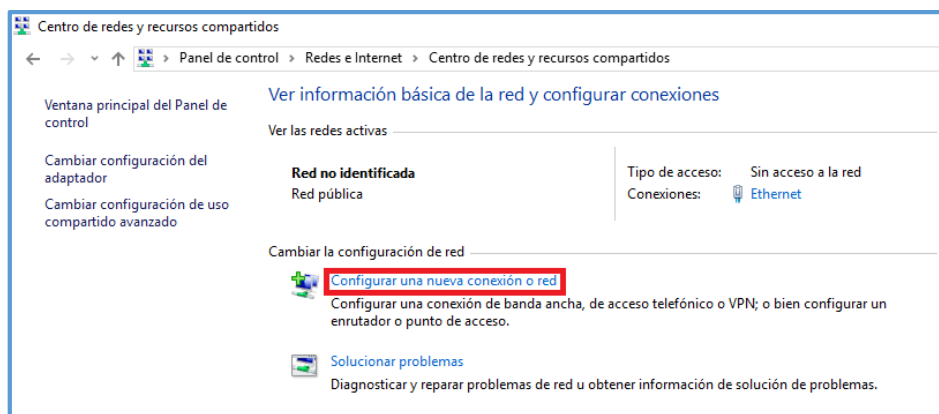 Centro de redes y recursos compartidos
Panel de control > Redes e Internet > Centro de redes y recursos compartidos
Ventana principal del Panel de
control
Cambiar configuración del
adaptador
Cambiar configuración de uso
compartido avanzado
Ver información básica de la red y configurar conexiones
Ver las redes activas
Red no identificada
Red pública
Tipo de acceso: Sin acceso a la red
Conexiones: Ethernet
Cambiar la configuración de red
Configurar una nueva conexión o red
Configurar una conexión de banda ancha, de acceso telefónico o VPN; o bien configurar un
enrutador o punto de acceso.
Solucionar problemas
Diagnosticar y reparar problemas de red u obtener información de solución de problemas.